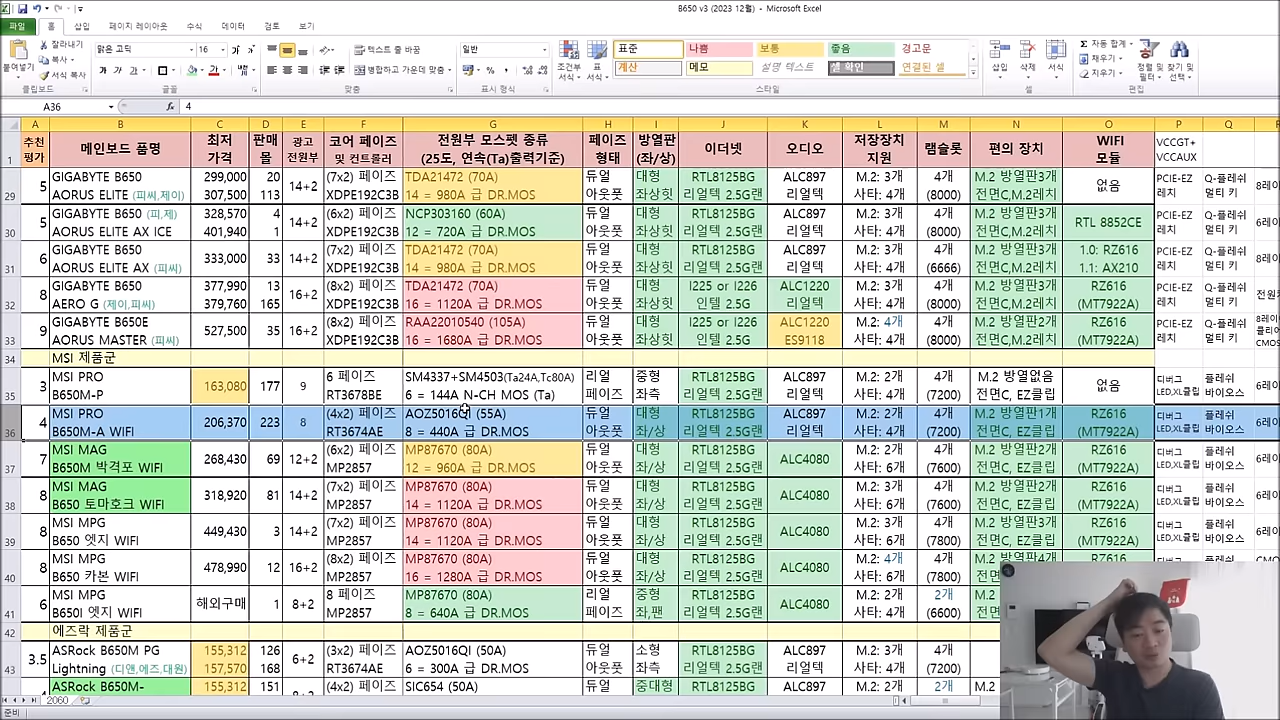 B650 v3 (2023 12월) - Microsoft Excel
파일 홈 삽입 페이지 레이아웃 수식 데이터 검토 보기
붙여넣기 잘라내기 복사 서식 복사 클립보드
맑은 고딕 16 가 가 가 글꼴
텍스트 줄 바꿈 병합하고 가운데 맞춤 맞춤
일반 표시 형식
조건부 서식 표 서식
표준 나쁨 보통 좋음 경고문
계산 메모 설명 텍스트 셀 확인 연결된 셀
스타일
삽입 삭제 서식 셀
자동 합계 채우기 지우기 정렬 및 필터 찾기 및 선택 편집
A36 fx 4
A B C D E F G H I J K L M N O P Q R
1 추천 평가 메인보드 품명 최저 가격 판매 몰 광고 전원부 코어 페이즈 및 컨트롤러 전원부 모스펫 종류 (25도, 연속(Ta)출력기준) 페이즈 형태 방열판 (좌/상) 이더넷 오디오 저장장치 지원 램슬롯 편의 장치 WIFI 모듈 VCCGT+ VCCAUX
29 5 GIGABYTE B650 299,000 20 14+2 (7x2) 페이즈 TDA21472 (70A) 듀얼 대형 RTL8125BG ALC897 M.2: 3개 4개 M.2 방열판3개 없음 PCIE-EZ Q-플레쉬
AORUS ELITE (피씨,제이) 307,500 113 XDPE192C3B 14 = 980A 급 DR.MOS 아웃풋 좌상힛 리얼텍 2.5G랜 리얼텍 사타: 4개 (8000) 전면C,M.2레치 레치 멀티 키
30 5 GIGABYTE B650 (피,제) 328,570 4 14+2 (6x2) 페이즈 NCP303160 (60A) 듀얼 대형 RTL8125BG ALC897 M.2: 3개 4개 M.2 방열판3개 RTL 8852CE PCIE-EZ Q-플레쉬
AORUS ELITE AX ICE 401,940 1 XDPE192C3B 12 = 720A 급 DR.MOS 아웃풋 좌상힛 리얼텍 2.5G랜 리얼텍 사타: 4개 (8000) 전면C,M.2레치 레치 멀티 키
31 6 GIGABYTE B650 333,000 33 14+2 (7x2) 페이즈 TDA21472 (70A) 듀얼 대형 RTL8125BG ALC897 M.2: 3개 4개 M.2 방열판3개 1.0: RZ616 PCIE-EZ Q-플레쉬
AORUS ELITE AX (피씨) XDPE192C3B 14 = 980A 급 DR.MOS 아웃풋 좌상힛 리얼텍 2.5G랜 리얼텍 사타: 4개 (6666) 전면C,M.2레치 1.1: AX210 레치 멀티 키
32 8 GIGABYTE B650 377,990 13 16+2 (8x2) 페이즈 TDA21472 (70A) 듀얼 대형 I225 or I226 ALC1220 M.2: 3개 4개 M.2 방열판3개 RZ616 PCIE-EZ Q-플레쉬
AERO G (제이,피씨) 379,760 165 XDPE192C3B 16 = 1120A 급 DR.MOS 아웃풋 좌상힛 인텔 2.5G 리얼텍 사타: 4개 (8000) 전면C,M.2레치 (MT7922A) 레치 멀티 키
33 9 GIGABYTE B650E 527,500 35 16+2 (8x2) 페이즈 RAA22010540 (105A) 듀얼 대형 I225 or I226 ALC1220 M.2: 4개 4개 M.2 방열판2개 RZ616 PCIE-EZ Q-플레쉬
AORUS MASTER (피씨) XDPE192C3B 16 = 1680A 급 DR.MOS 아웃풋 좌상힛 인텔 2.5G ES9118 사타: 4개 (8000) 전면C,M.2레치 (MT7922A) 레치 멀티 키
34 MSI 제품군
35 3 MSI PRO 163,080 177 9 6 페이즈 SM4337+SM4503(Ta24A,Tc80A) 리얼 중형 RTL8125BG ALC897 M.2: 2개 4개 M.2 방열없음 없음 디버그 플레쉬
B650M-P RT3678BE 6 = 144A N-CH MOS (Ta) 페이즈 좌측 리얼텍 2.5G랜 리얼텍 사타: 4개 (7200) 전면C, EZ클립 LED,XL클립 바이오스
36 4 MSI PRO 206,370 223 8 (4x2) 페이즈 AOZ5016QI (55A) 듀얼 대형 RTL8125BG ALC897 M.2: 2개 4개 M.2 방열판1개 RZ616 디버그 플레쉬
B650M-A WIFI RT3674AE 8 = 440A 급 DR.MOS 아웃풋 좌/상 리얼텍 2.5G랜 리얼텍 사타: 4개 (7200) 전면C, EZ클립 (MT7922A) LED,XL클립 바이오스
37 7 MSI MAG 268,430 69 12+2 (6x2) 페이즈 MP87670 (80A) 듀얼 대형 RTL8125BG ALC4080 M.2: 2개 4개 M.2 방열판2개 RZ616 디버그 플레쉬
B650M 박격포 WIFI MP2857 12 = 960A 급 DR.MOS 아웃풋 좌/상 리얼텍 2.5G랜 사타: 6개 (7600) 전면C, EZ클립 (MT7922A) LED,XL클립 바이오스
38 8 MSI MAG 318,920 81 14+2 (7x2) 페이즈 MP87670 (80A) 듀얼 대형 RTL8125BG ALC4080 M.2: 3개 4개 M.2 방열판2개 RZ616 디버그 플레쉬
B650 토마호크 WIFI MP2857 14 = 1120A 급 DR.MOS 아웃풋 좌/상 리얼텍 2.5G랜 사타: 6개 (7600) 전면C, EZ클립 (MT7922A) LED,XL클립 바이오스
39 8 MSI MPG 449,430 3 14+2 (7x2) 페이즈 MP87670 (80A) 듀얼 대형 RTL8125BG ALC4080 M.2: 3개 4개 M.2 방열판3개 RZ616 디버그 플레쉬
B650 엣지 WIFI MP2857 14 = 1120A 급 DR.MOS 아웃풋 좌/상 리얼텍 2.5G랜 사타: 6개 (7800) 전면C, EZ클립 (MT7922A) LED,XL클립 바이오스
40 8 MSI MPG 478,990 12 16+2 (8x2) 페이즈 MP87670 (80A) 듀얼 대형 RTL8125BG ALC4080 M.2: 4개 4개 M.2 방열판4개 RZ616 디버그 플레쉬
B650 카본 WIFI MP2857 16 = 1280A 급 DR.MOS 아웃풋 좌/상 리얼텍 2.5G랜 사타: 6개 (7800)
41 6 MSI MPG 해외구매 1 8+2 8 페이즈 MP87670 (80A) 리얼 중형 RTL8125BG ALC4080 M.2: 2개 2개
B650I 엣지 WIFI MP2857 8 = 640A 급 DR.MOS 페이즈 좌,팬 리얼텍 2.5G랜 사타: 4개 (6600)
42 에즈락 제품군
43 3.5 ASRock B650M PG 155,312 126 6+2 (3x2) 페이즈 AOZ5016QI (50A) 듀얼 소형 RTL8125BG ALC897 M.2: 2개 4개
Lightning (디앤,에즈,대원) 157,570 168 RT3674AE 6 = 300A 급 DR.MOS 아웃풋 좌측 리얼텍 2.5G랜 리얼텍 사타: 4개 (7200)
ASRock B650M- 155,312 151 (4x2) 페이즈 SIC654 (50A) 듀얼 중대형 RTL8125BG ALC897 M.2: 2개 2개 M.2
2060
준비